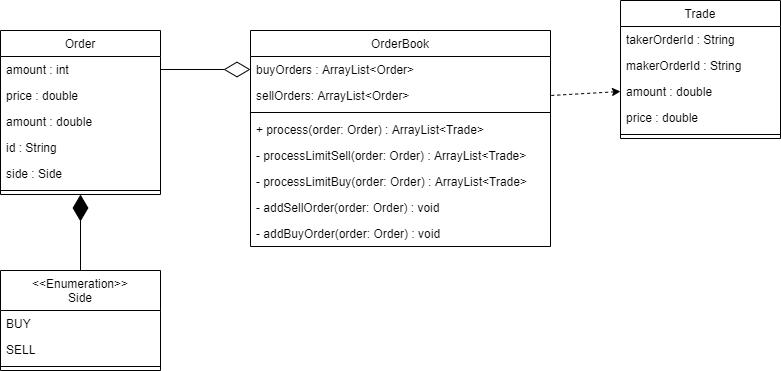 Order
amount : int
price : double
amount : double
id : String
side : Side
<<Enumeration>>
Side
BUY
SELL
OrderBook
buyOrders : ArrayList<Order>
sellOrders: ArrayList<Order>
+ process(order: Order) : ArrayList<Trade>
- processLimitSell(order: Order) : ArrayList<Trade>
- processLimitBuy(order: Order) : ArrayList<Trade>
- addSellOrder(order: Order) : void
- addBuyOrder(order: Order) : void
Trade
takerOrderId : String
makerOrderId : String
amount : double
price : double